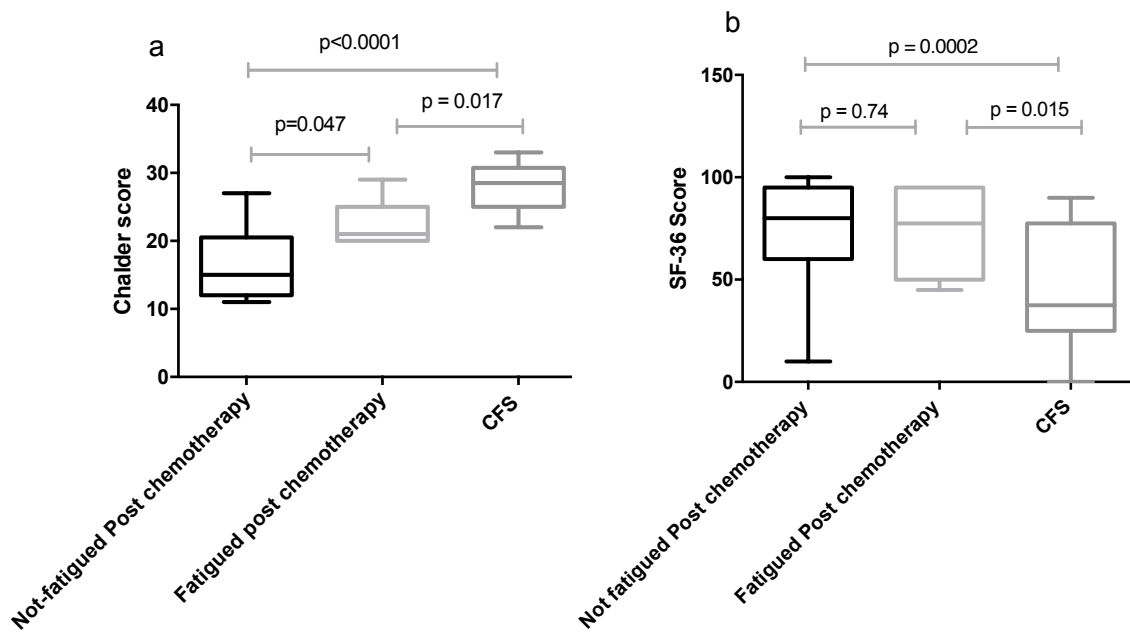 a
p<0.0001
p=0.047
p = 0.017
Chalder score
40
30
20
10
0
Not-fatigued Post chemotherapy
Fatigued post chemotherapy
CFS
b
p = 0.0002
p = 0.74
p = 0.015
SF-36 Score
150
100
50
0
Not fatigued Post chemotherapy
Fatigued Post chemotherapy
CFS